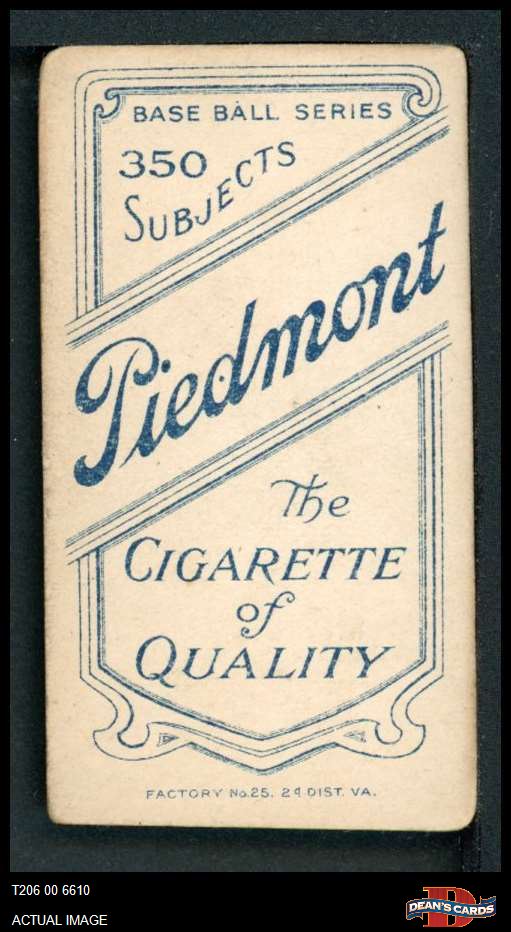 BASE BALL SERIES
350
SUBJECTS
Piedmont
The
CIGARETTE
of
QUALITY
FACTORY No.25. 2d DIST. VA.
T206 00 6610
ACTUAL IMAGE
D
DEAN'S CARDS